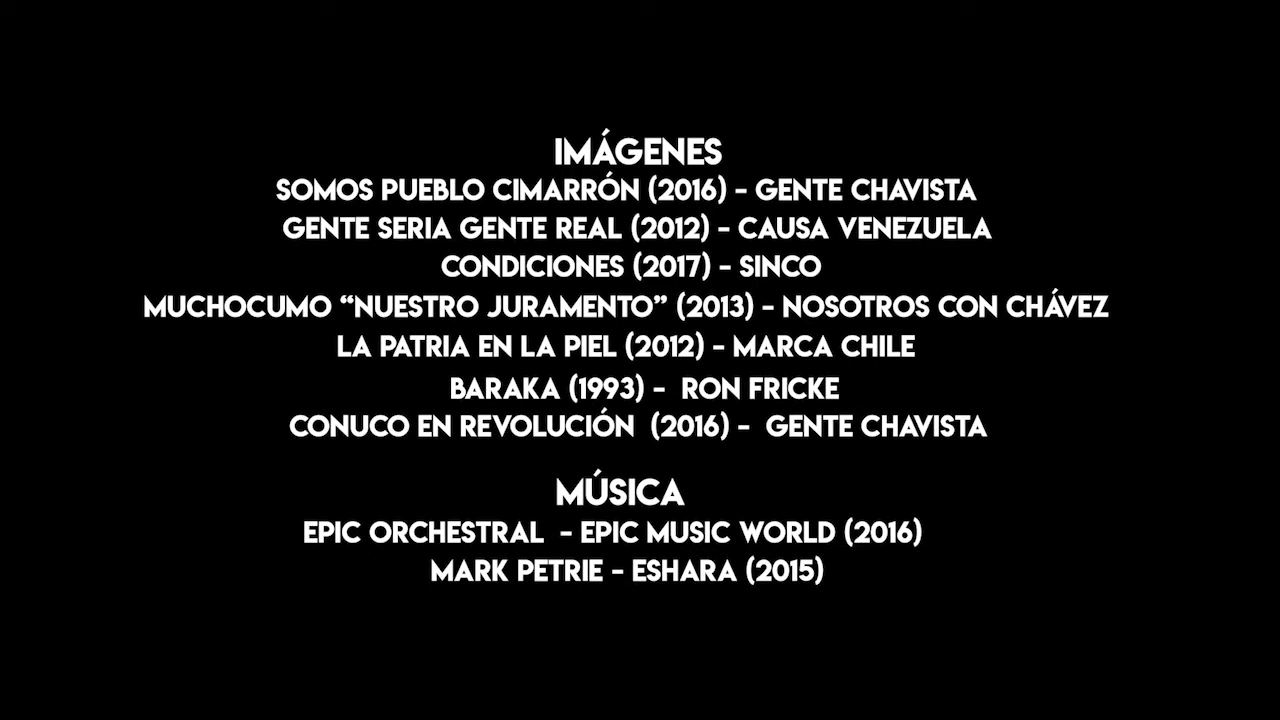 IMÁGENES
SOMOS PUEBLO CIMARRÓN (2016) - GENTE CHAVISTA
GENTE SERIA GENTE REAL (2012) - CAUSA VENEZUELA
CONDICIONES (2017) - SINCO
MUCHOCUMO “NUESTRO JURAMENTO” (2013) - NOSOTROS CON CHÁVEZ
LA PATRIA EN LA PIEL (2012) - MARCA CHILE
BARAKA (1993) - RON FRICKE
CONUCO EN REVOLUCIÓN (2016) - GENTE CHAVISTA
MÚSICA
EPIC ORCHESTRAL - EPIC MUSIC WORLD (2016)
MARK PETRIE - ESHARA (2015)